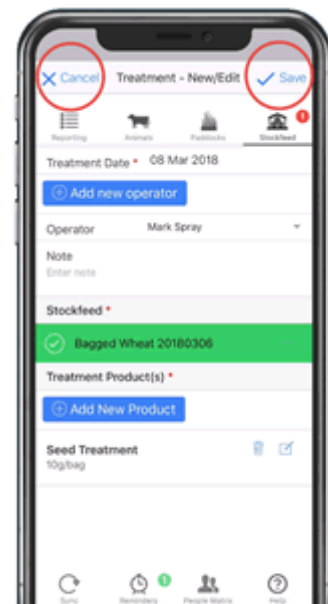 Cancel Treatment - New/Edit Save
Reporting Animals Paddocks Stockfeed 1
Treatment Date * 08 Mar 2018
Add new operator
Operator Mark Spray
Note
Enter note
Stockfeed *
Bagged Wheat 20180306
Treatment Product(s) *
Add New Product
Seed Treatment
10g/bag
1
Sync Reminders People Matrix Help